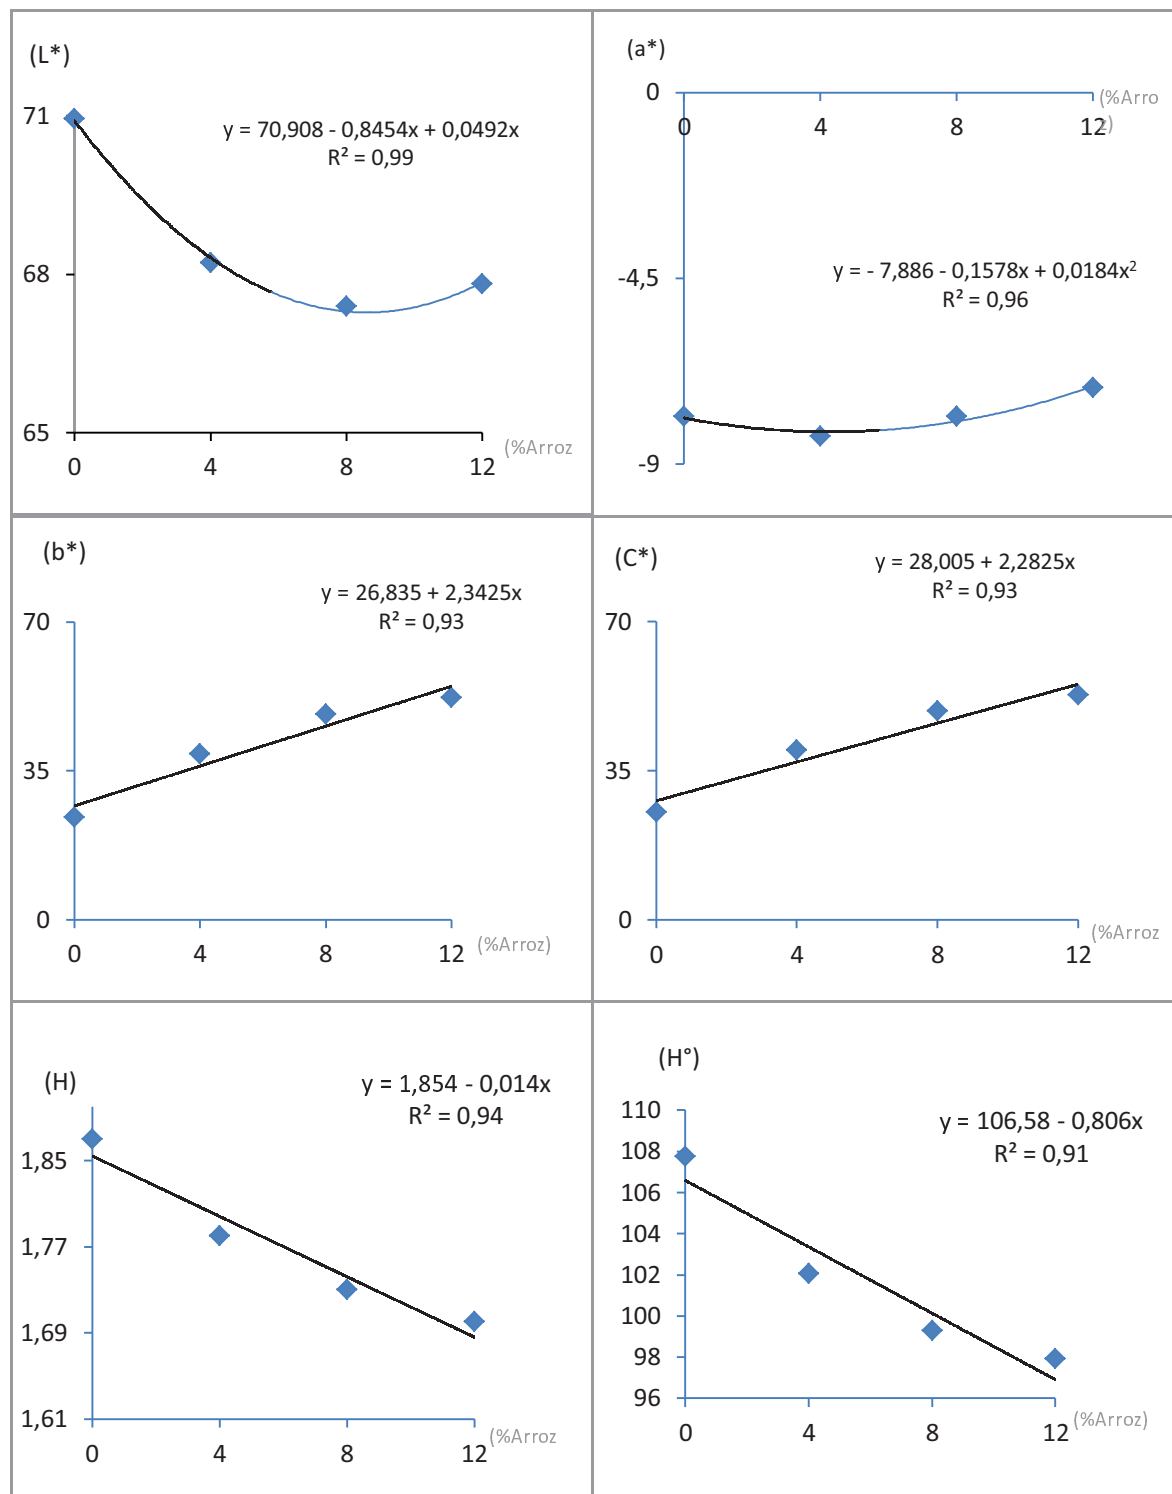 (L*)
71
y = 70,908 - 0,8454x + 0,0492x
R² = 0,99
68
65
0
4
8
12
(%Arroz
(a*)
0
(%Arro
z)
0
4
8
12
-4,5
y = - 7,886 - 0,1578x + 0,0184x²
R² = 0,96
-9
(b*)
y = 26,835 + 2,3425x
R² = 0,93
70
35
0
0
4
8
12
(%Arroz)
(C*)
y = 28,005 + 2,2825x
R² = 0,93
70
35
0
0
4
8
12
(%Arroz
(H)
y = 1,854 - 0,014x
R² = 0,94
1,85
1,77
1,69
1,61
0
4
8
12
(%Arroz
(H°)
110
y = 106,58 - 0,806x
R² = 0,91
108
106
104
102
100
98
96
0
4
8
12
(%Arroz)